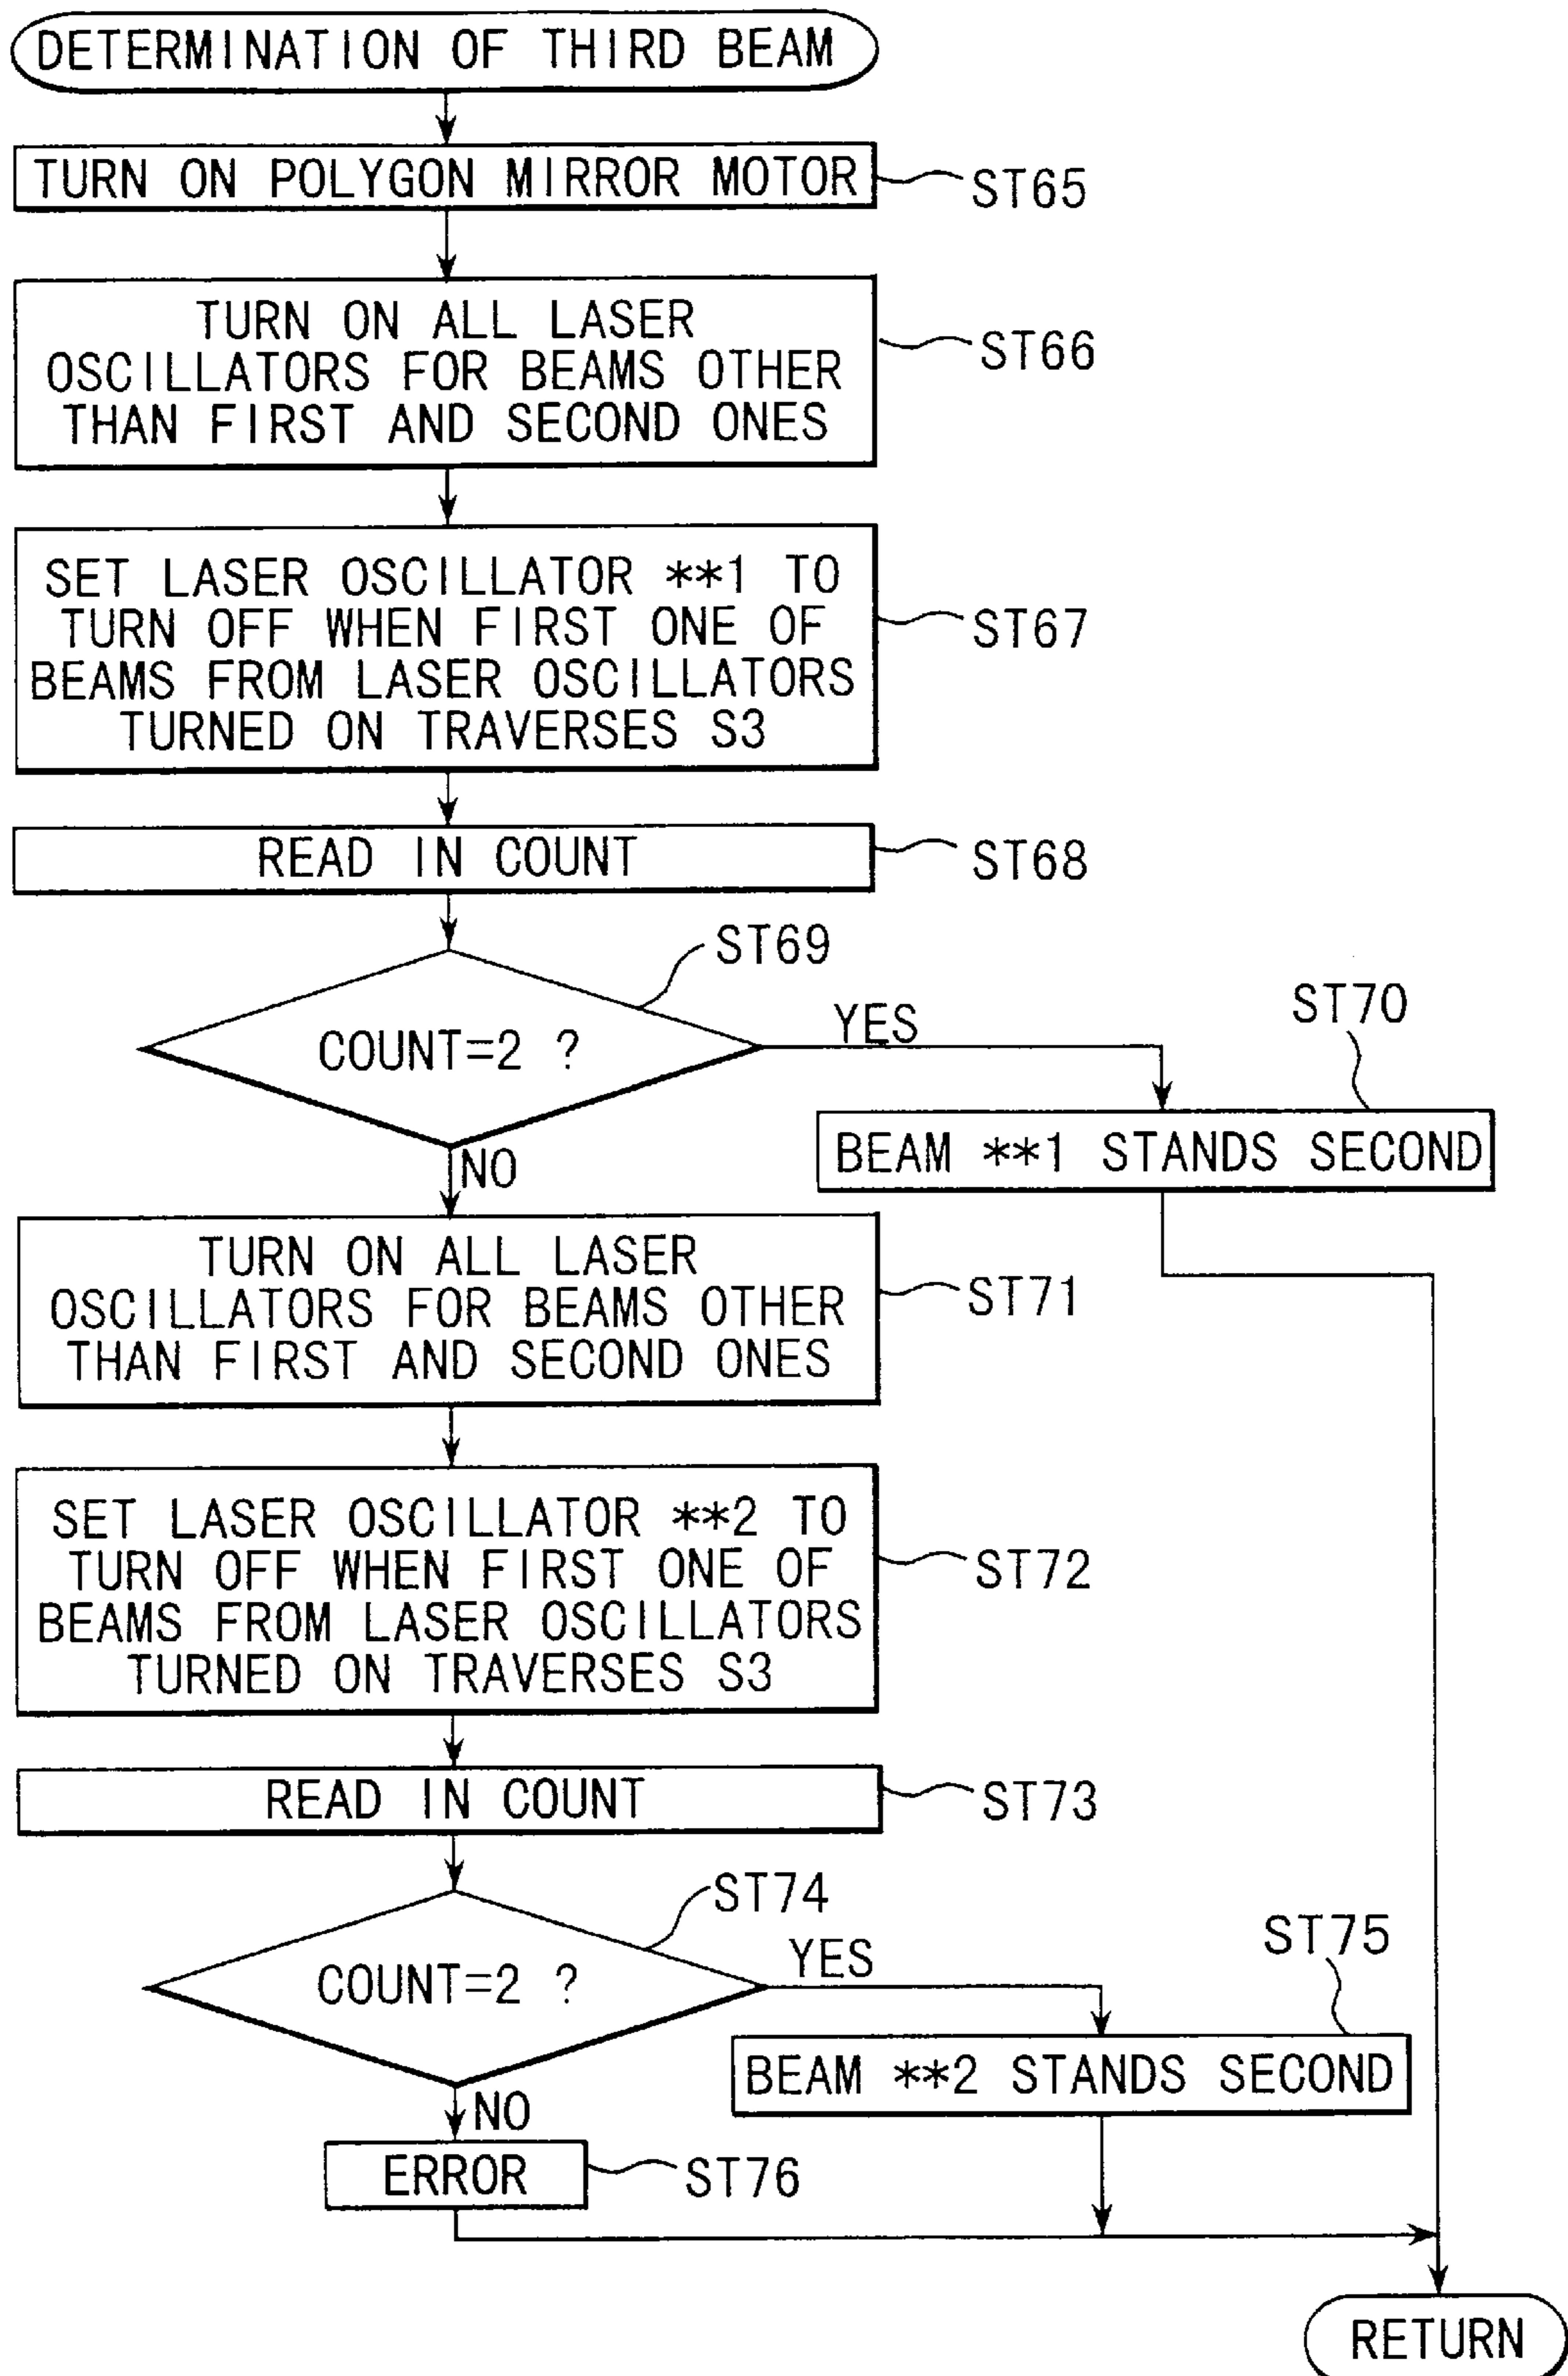 DETERMINATION OF THIRD BEAM
TURN ON POLYGON MIRROR MOTOR
ST65
TURN ON ALL LASER
OSCILLATORS FOR BEAMS OTHER
THAN FIRST AND SECOND ONES
ST66
SET LASER OSCILLATOR **1 TO
TURN OFF WHEN FIRST ONE OF
BEAMS FROM LASER OSCILLATORS
TURNED ON TRAVERSES S3
ST67
READ IN COUNT
ST68
ST69
COUNT=2 ?
YES
ST70
BEAM **1 STANDS SECOND
NO
TURN ON ALL LASER
OSCILLATORS FOR BEAMS OTHER
THAN FIRST AND SECOND ONES
ST71
SET LASER OSCILLATOR **2 TO
TURN OFF WHEN FIRST ONE OF
BEAMS FROM LASER OSCILLATORS
TURNED ON TRAVERSES S3
ST72
READ IN COUNT
ST73
ST74
COUNT=2 ?
YES
ST75
BEAM **2 STANDS SECOND
NO
ERROR
ST76
RETURN